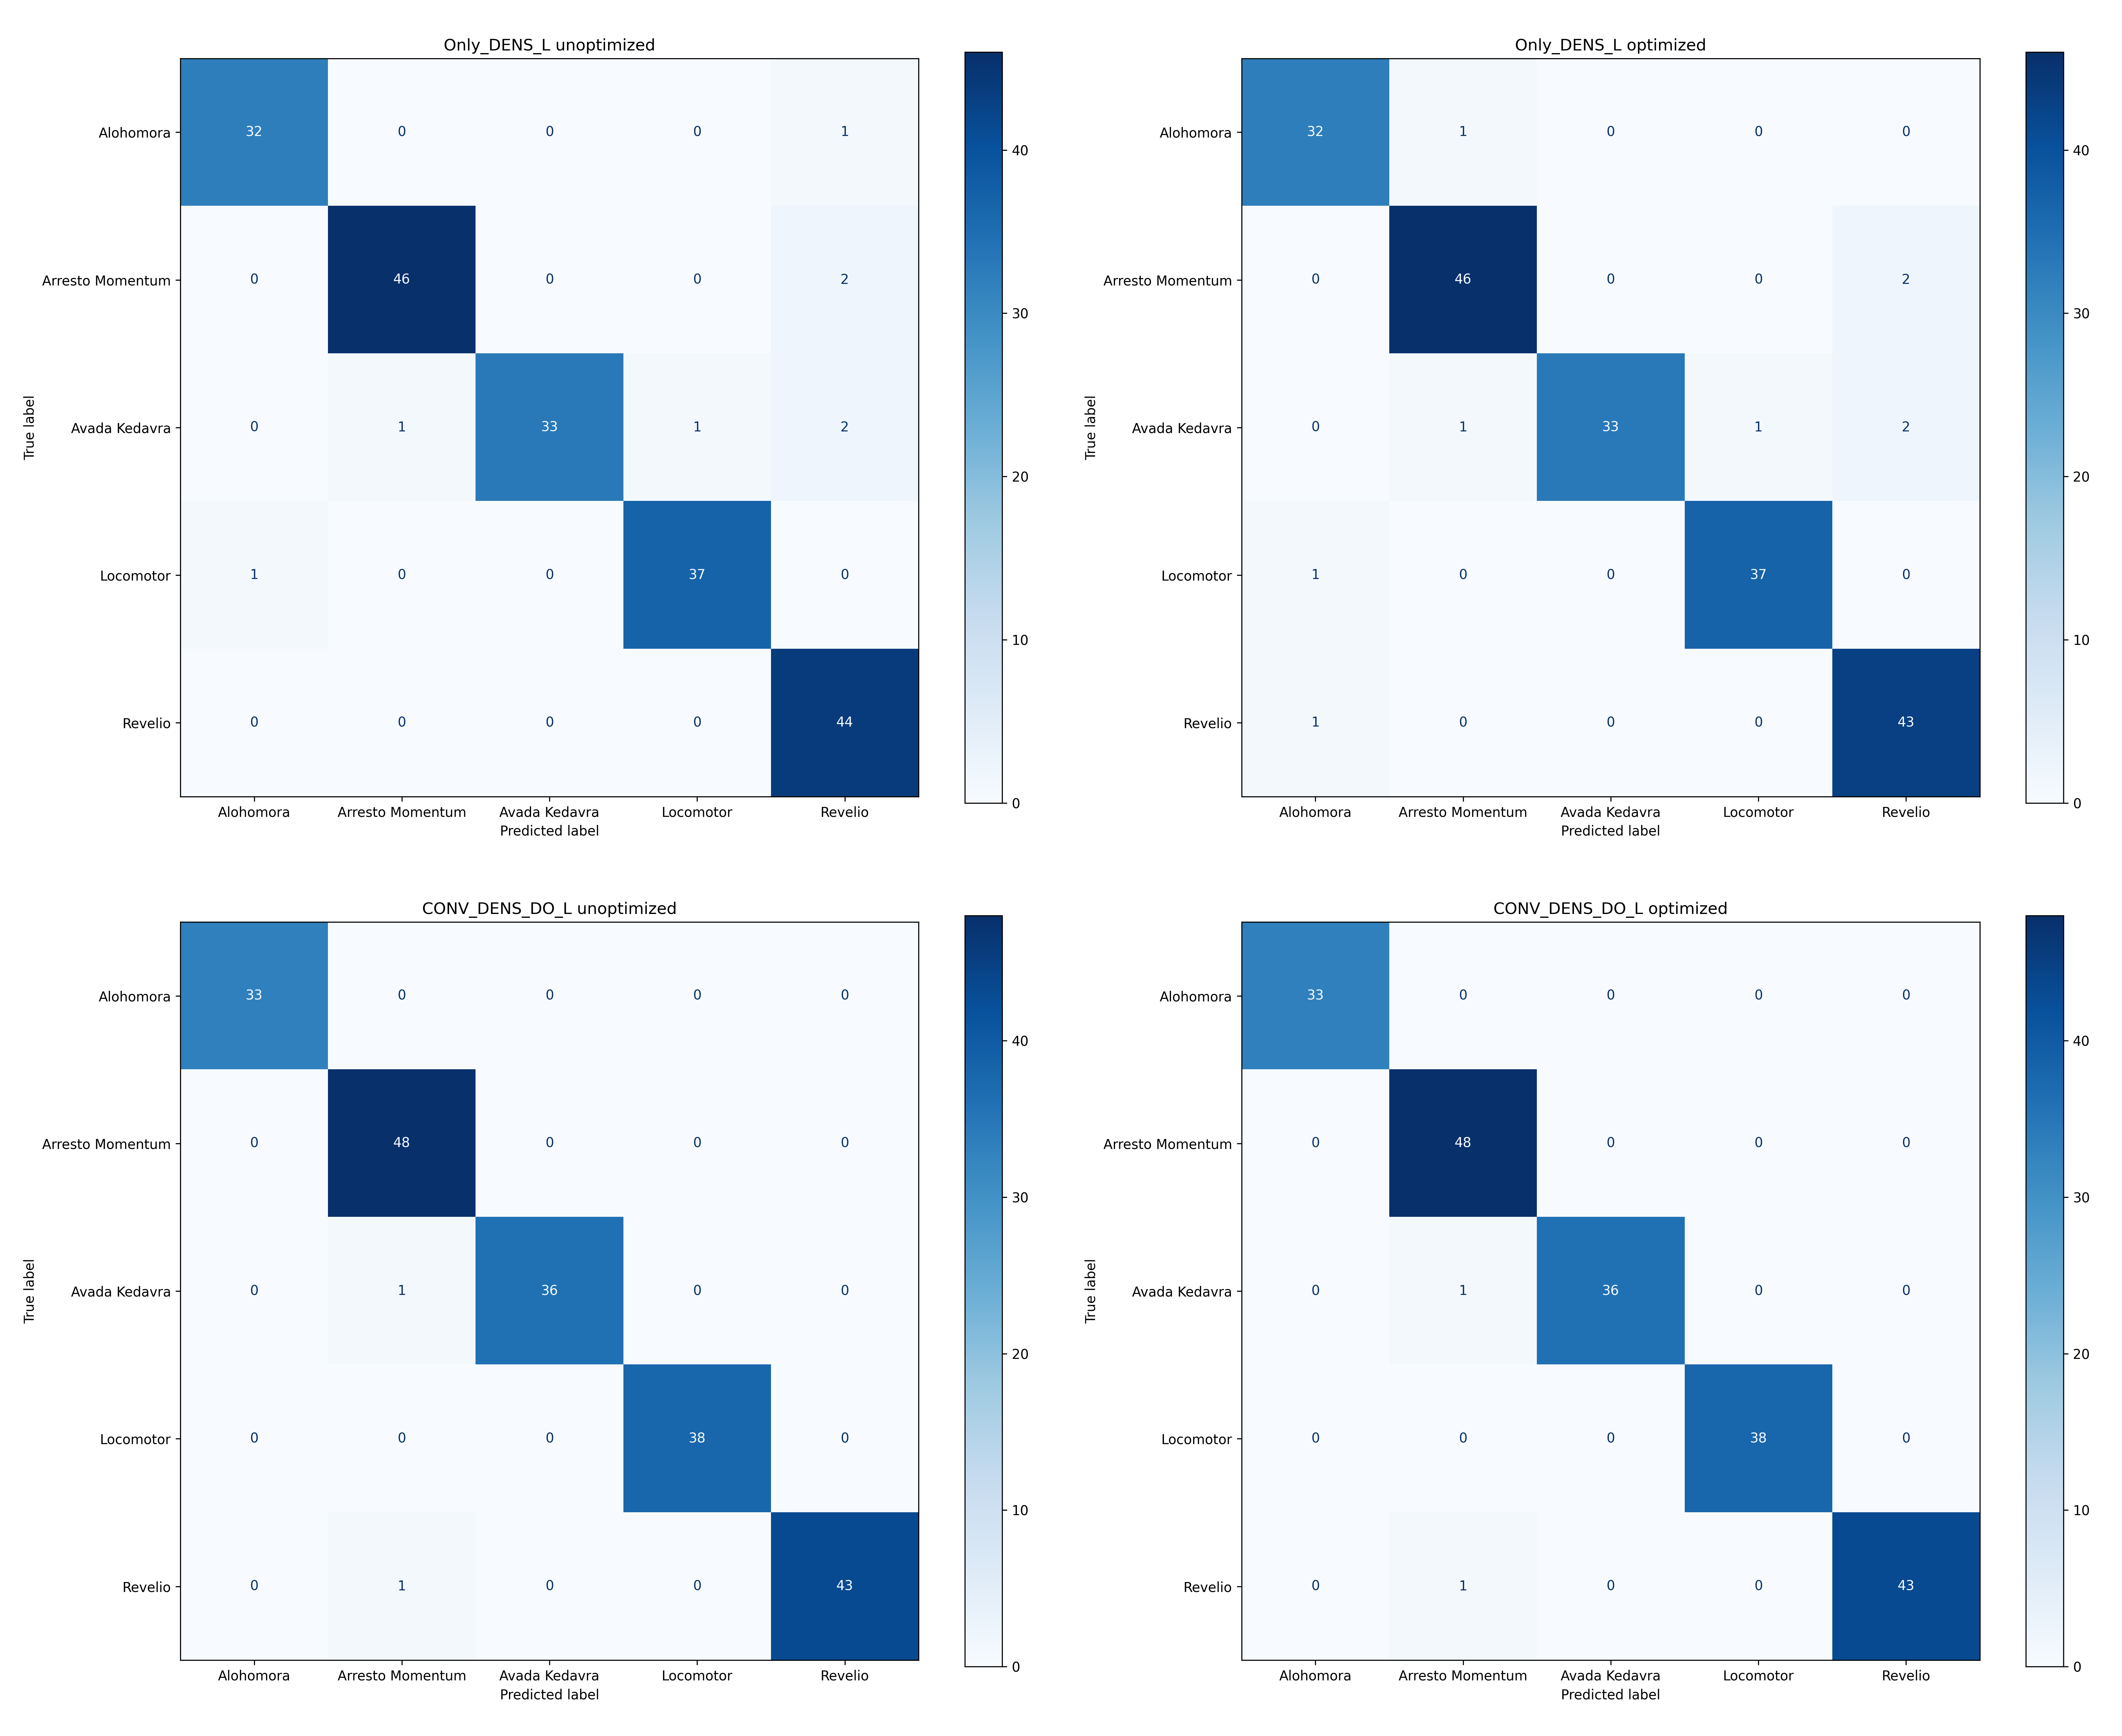 Only_DENS_L unoptimized
True label
Alohomora 32 0 0 0 1
Arresto Momentum 0 46 0 0 2
Avada Kedavra 0 1 33 1 2
Locomotor 1 0 0 37 0
Revelio 0 0 0 0 44
Alohomora Arresto Momentum Avada Kedavra Locomotor Revelio
Predicted label
40
30
20
10
0
Only_DENS_L optimized
True label
Alohomora 32 1 0 0 0
Arresto Momentum 0 46 0 0 2
Avada Kedavra 0 1 33 1 2
Locomotor 1 0 0 37 0
Revelio 1 0 0 0 43
Alohomora Arresto Momentum Avada Kedavra Locomotor Revelio
Predicted label
40
30
20
10
0
CONV_DENS_DO_L unoptimized
True label
Alohomora 33 0 0 0 0
Arresto Momentum 0 48 0 0 0
Avada Kedavra 0 1 36 0 0
Locomotor 0 0 0 38 0
Revelio 0 1 0 0 43
Alohomora Arresto Momentum Avada Kedavra Locomotor Revelio
Predicted label
40
30
20
10
0
CONV_DENS_DO_L optimized
True label
Alohomora 33 0 0 0 0
Arresto Momentum 0 48 0 0 0
Avada Kedavra 0 1 36 0 0
Locomotor 0 0 0 38 0
Revelio 0 1 0 0 43
Alohomora Arresto Momentum Avada Kedavra Locomotor Revelio
Predicted label
40
30
20
10
0